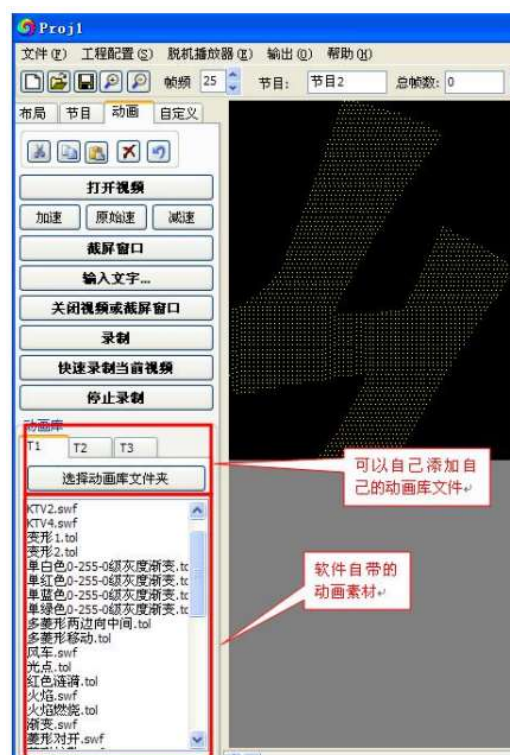 Proj1
文件(F) 工程配置(S) 脱机播放器(E) 输出(O) 帮助(H)
帧频 25 节目: 节目2 总帧数: 0
布局 节目 动画 自定义
打开视频
加速 原始速 减速
截屏窗口
输入文字...
关闭视频或截屏窗口
录制
快速录制当前视频
停止录制
动画库
T1 T2 T3
选择动画库文件夹
可以自己添加自
己的动画库文件
KTV2.swf
KTV4.swf
变形1.tol
变形2.tol
单白色0-255-0级灰度渐变.to
单红色0-255-0级灰度渐变.to
单蓝色0-255-0级灰度渐变.to
单绿色0-255-0级灰度渐变.to
多菱形两边向中间.tol
多菱形移动.tol
风车.swf
光点.tol
红色涟漪.tol
火焰.swf
火焰燃烧.tol
渐变.swf
菱形对开.swf
软件自带的
动画素材